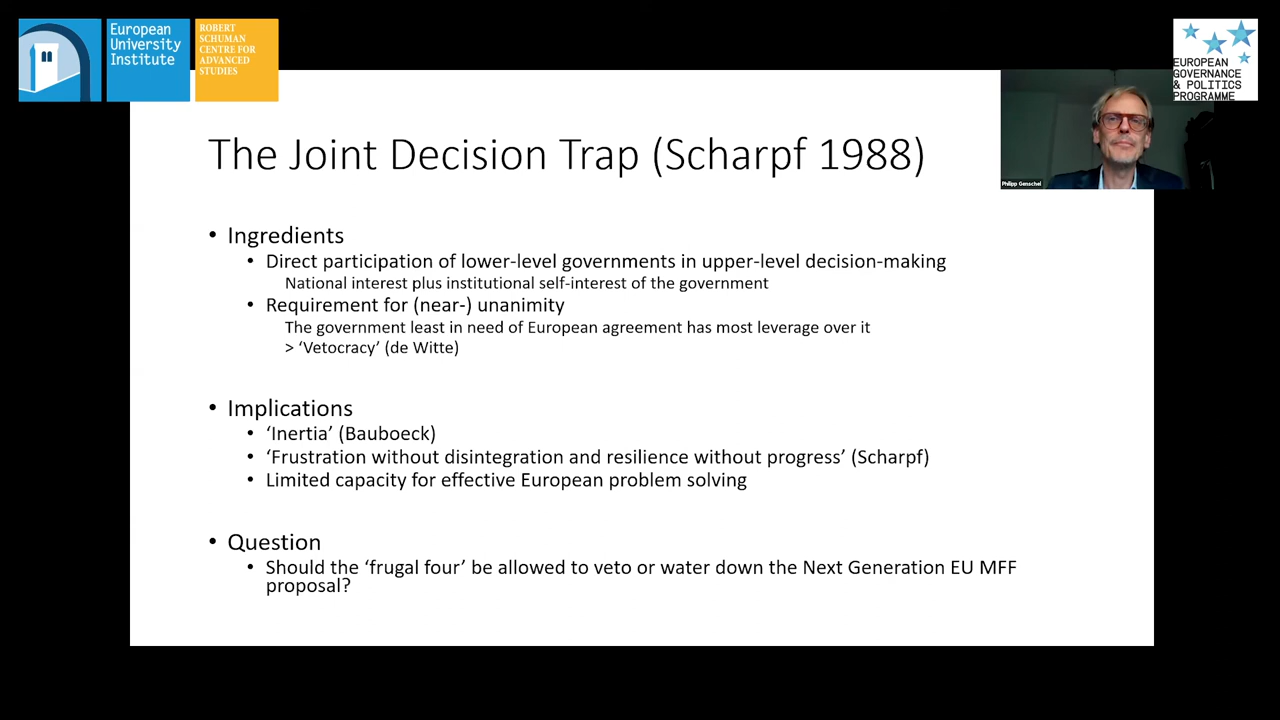 European
University
Institute
ROBERT
SCHUMAN
CENTRE FOR
ADVANCED
STUDIES
EUROPEAN
GOVERNANCE
& POLITICS
PROGRAMME
Philipp Genschel
The Joint Decision Trap (Scharpf 1988)
• Ingredients
• Direct participation of lower-level governments in upper-level decision-making
National interest plus institutional self-interest of the government
• Requirement for (near-) unanimity
The government least in need of European agreement has most leverage over it
> ‘Vetocracy’ (de Witte)
• Implications
• ‘Inertia’ (Bauboeck)
• ‘Frustration without disintegration and resilience without progress’ (Scharpf)
• Limited capacity for effective European problem solving
• Question
• Should the ‘frugal four’ be allowed to veto or water down the Next Generation EU MFF
proposal?